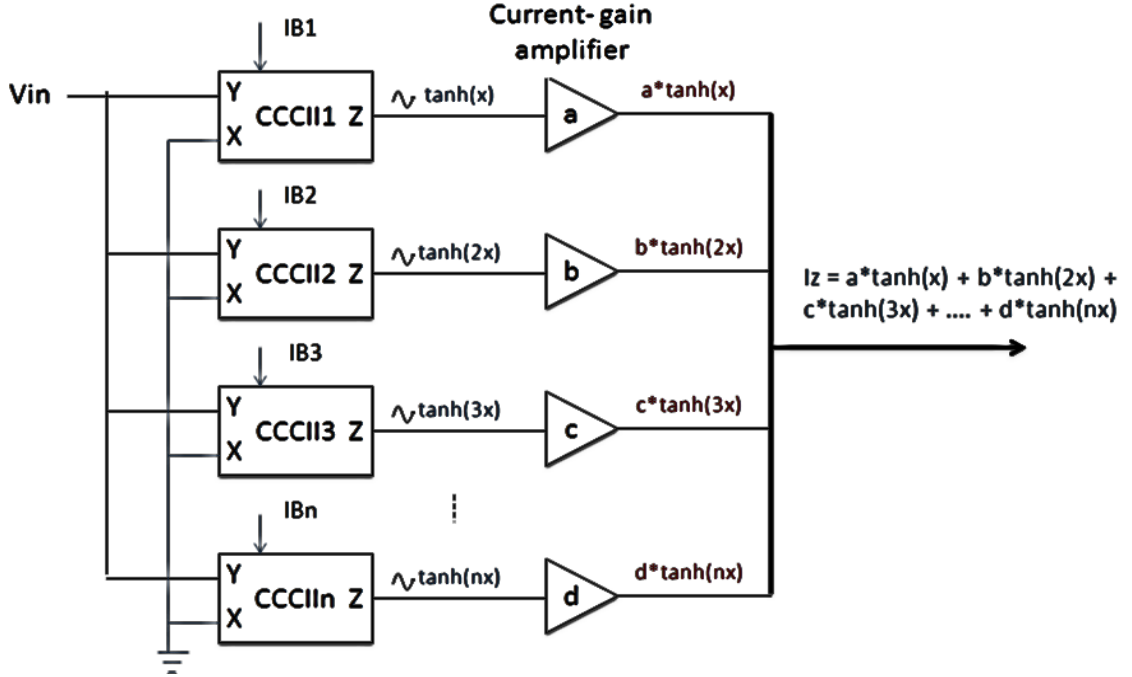 Current- gain
amplifier
IB1
Vin
Y
X
CCCII1 Z
tanh(x)
a
a*tanh(x)
IB2
Y
X
CCCII2 Z
tanh(2x)
b
b*tanh(2x)
Iz = a*tanh(x) + b*tanh(2x) +
c*tanh(3x) + .... + d*tanh(nx)
IB3
Y
X
CCCII3 Z
tanh(3x)
c
c*tanh(3x)
IBn
Y
X
CCCIIn Z
tanh(nx)
d
d*tanh(nx)